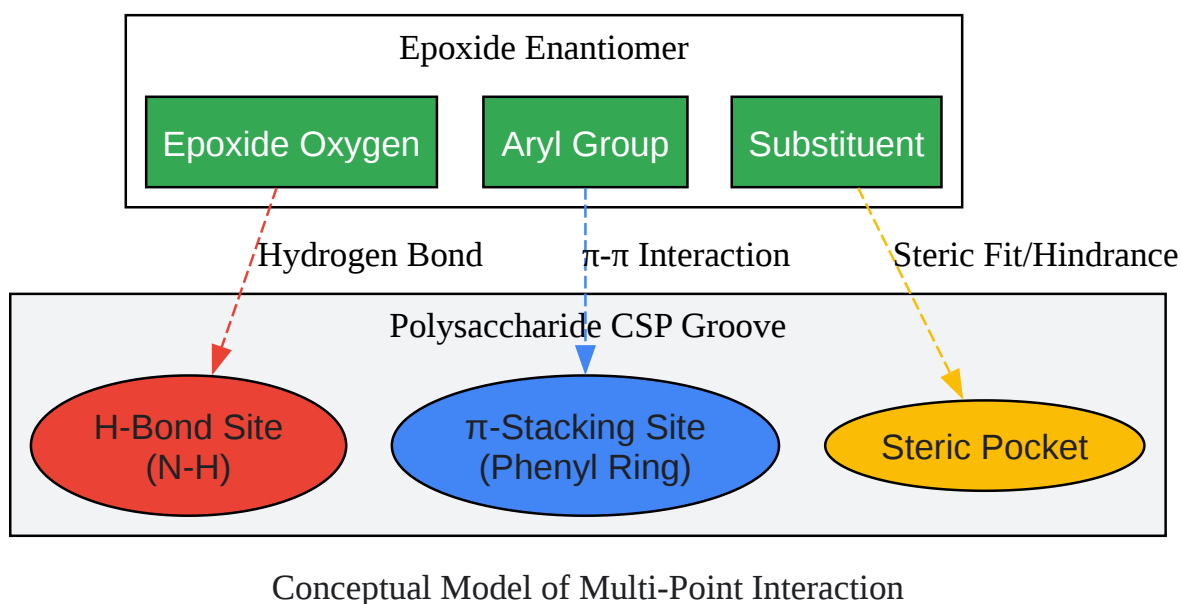 Epoxide Enantiomer
Epoxide Oxygen
Aryl Group
Substituent
Hydrogen Bond
π-π Interaction
Steric Fit/Hindrance
Polysaccharide CSP Groove
H-Bond Site
(N-H)
π-Stacking Site
(Phenyl Ring)
Steric Pocket
Conceptual Model of Multi-Point Interaction